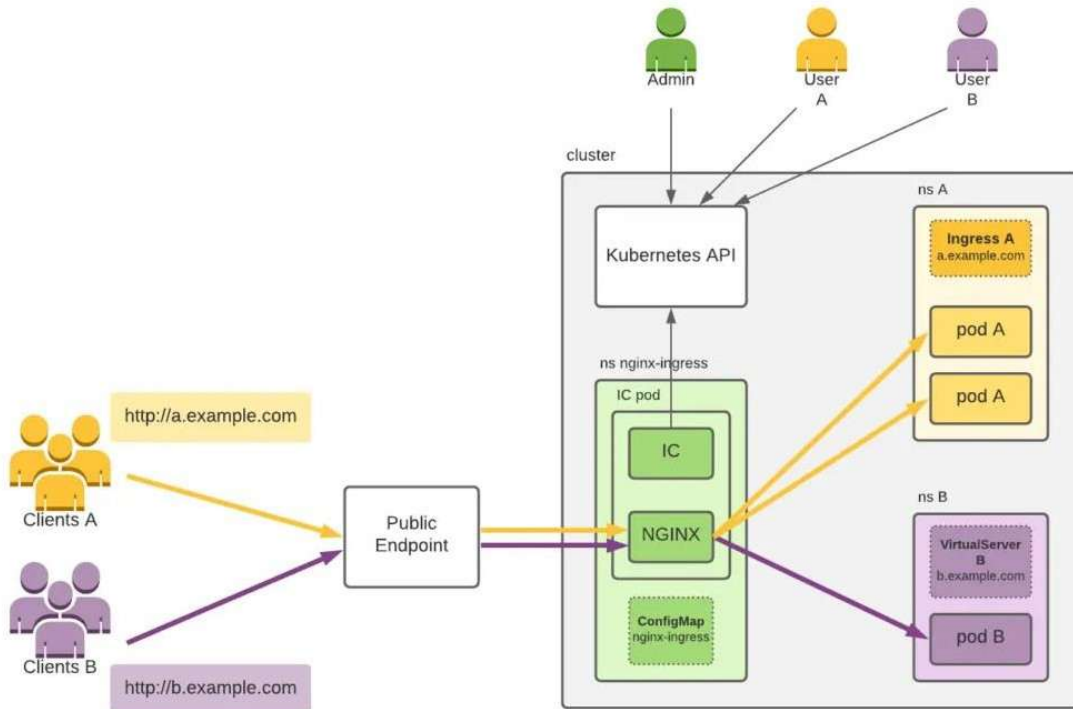 Admin
User
A
User
B
cluster
ns A
Ingress A
a.example.com
Kubernetes API
pod A
ns nginx-ingress
IC pod
pod A
http://a.example.com
IC
Clients A
Public
Endpoint
NGINX
ns B
VirtualServer
B
b.example.com
ConfigMap
nginx-ingress
pod B
Clients B
http://b.example.com